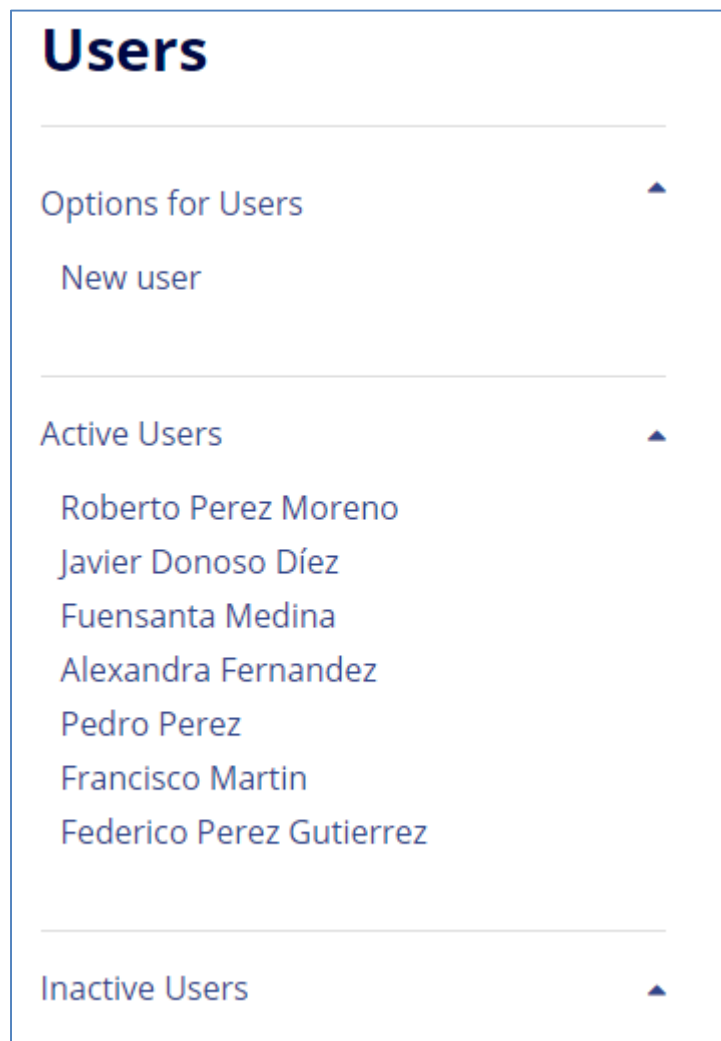 Users
Options for Users
New user
Active Users
Roberto Perez Moreno
Javier Donoso Díez
Fuensanta Medina
Alexandra Fernandez
Pedro Perez
Francisco Martin
Federico Perez Gutierrez
Inactive Users